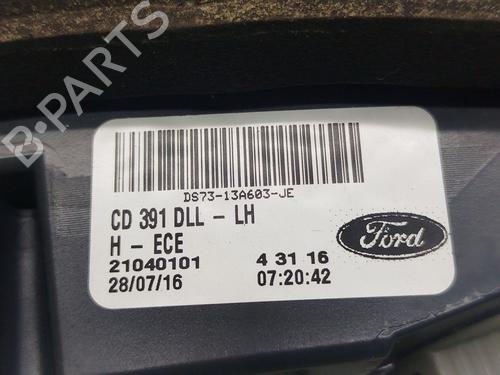 B-PARTS
DS73-13A603-JE
CD 391 DLL - LH
H - ECE
21040101 4 31 16
28/07/16 07:20:42
Ford